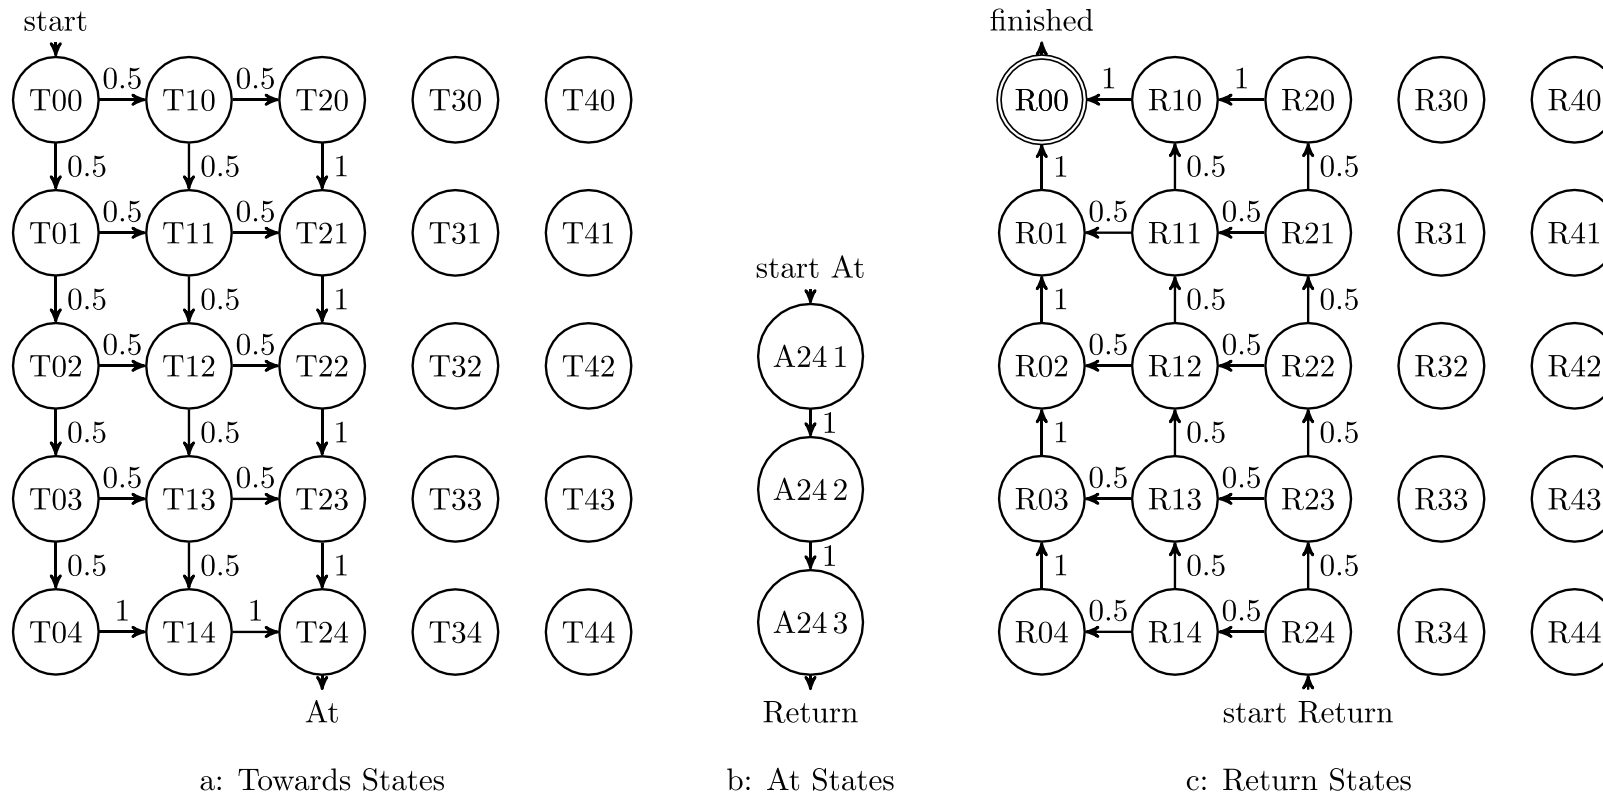 start
finished
0.5 0.5 1 1
T00 T10 T20 T30 T40 R00 R10 R20 R30 R40
0.5 0.5 1 1 0.5 0.5
0.5 0.5 0.5 0.5
T01 T11 T21 T31 T41 R01 R11 R21 R31 R41
start At
0.5 0.5 1 1 0.5 0.5
0.5 0.5 0.5 0.5
T02 T12 T22 T32 T42 A24 1 R02 R12 R22 R32 R42
0.5 0.5 1 1 1 0.5 0.5
0.5 0.5 0.5 0.5
T03 T13 T23 T33 T43 A24 2 R03 R13 R23 R33 R43
0.5 0.5 1 1 1 0.5 0.5
1 1 0.5 0.5
T04 T14 T24 T34 T44 A24 3 R04 R14 R24 R34 R44
At Return start Return
a: Towards States b: At States c: Return States